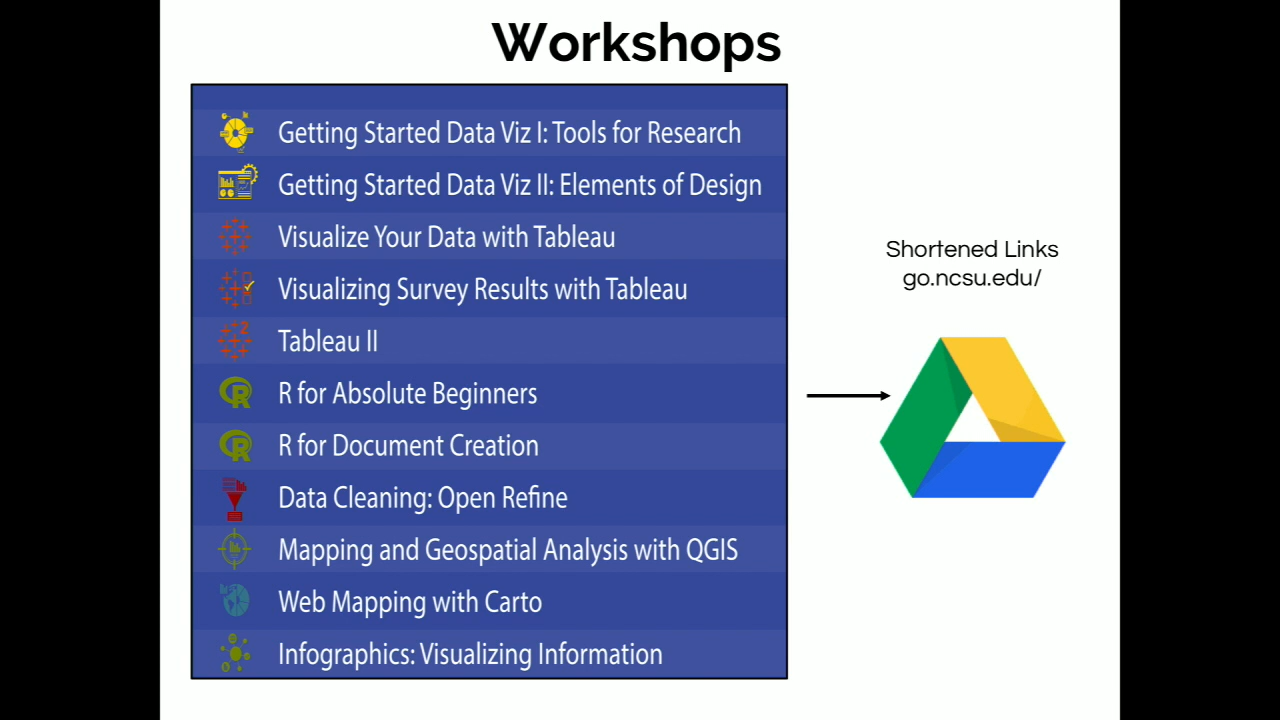 Workshops
Getting Started Data Viz I: Tools for Research
Getting Started Data Viz II: Elements of Design
Visualize Your Data with Tableau
Visualizing Survey Results with Tableau
2
Tableau II
R
R for Absolute Beginners
R
R for Document Creation
Data Cleaning: Open Refine
Mapping and Geospatial Analysis with QGIS
Web Mapping with Carto
Infographics: Visualizing Information
Shortened Links
go.ncsu.edu/